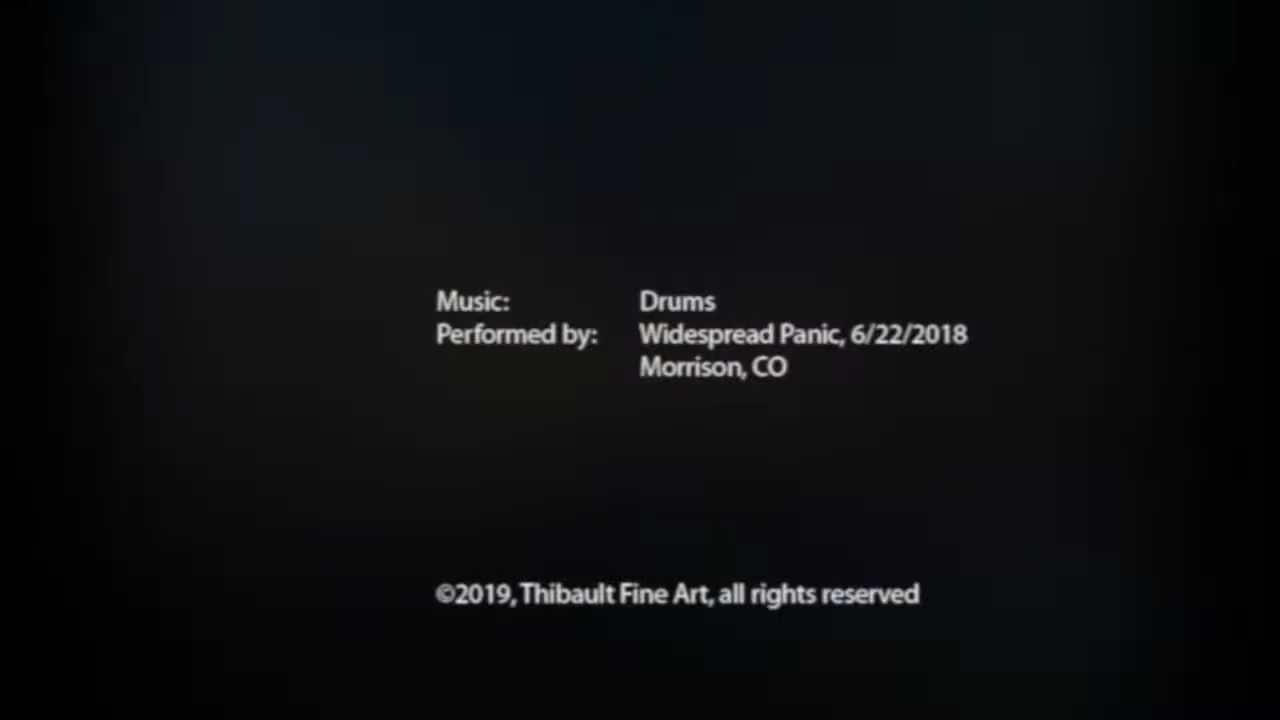 Music: Drums
Performed by: Widespread Panic, 6/22/2018
Morrison, CO
©2019, Thibault Fine Art, all rights reserved